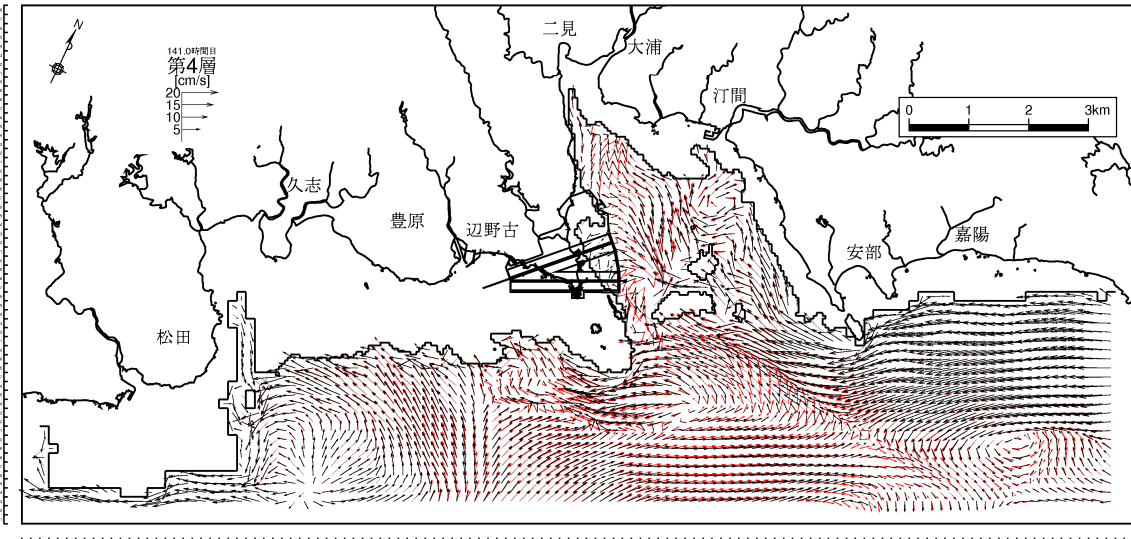 N
141.0時間目
第4層
[cm/s]
20
15
10
5
二見
大浦
汀間
0 1 2 3km
久志
豊原
辺野古
安部
嘉陽
松田